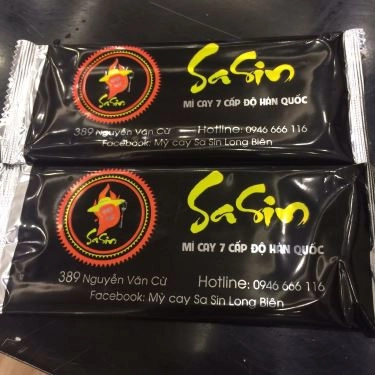 SaSin
SaSin
MÌ CAY 7 CẤP ĐỘ HÀN QUỐC
389 Nguyễn Văn Cừ Hotline: 0946 666 116
Facebook: Mỳ cay Sa Sin Long Biên
SaSin
SaSin
MÌ CAY 7 CẤP ĐỘ HÀN QUỐC
389 Nguyễn Văn Cừ Hotline: 0946 666 116
Facebook: Mỳ cay Sa Sin Long Biên